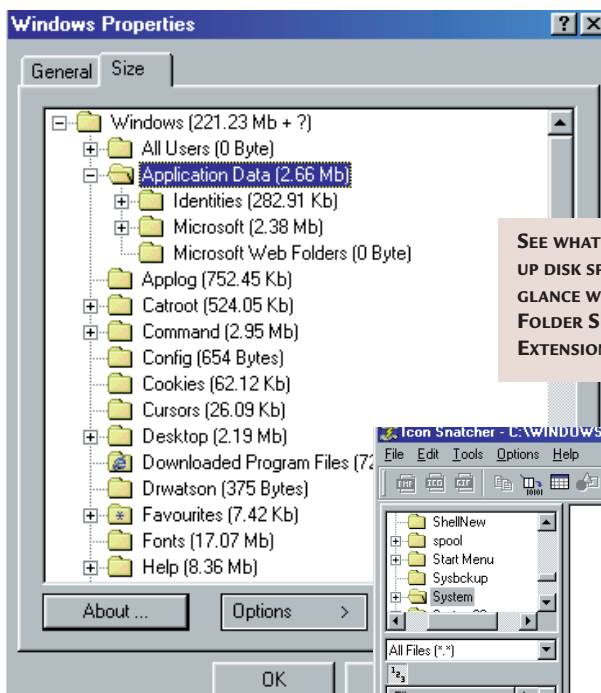 Windows Properties
General
Size
Windows (221.23 Mb + ?)
All Users (0 Byte)
Application Data (2.66 Mb)
Identities (282.91 Kb)
Microsoft (2.38 Mb)
Microsoft Web Folders (0 Byte)
Applog (752.45 Kb)
Catroot (524.05 Kb)
Command (2.95 Mb)
Config (654 Bytes)
Cookies (62.12 Kb)
Cursors (26.09 Kb)
Desktop (2.19 Mb)
Downloaded Program Files (72
Drwatson (375 Bytes)
Favourites (7.42 Kb)
Fonts (17.07 Mb)
Help (8.36 Mb)
About ...
Options >
OK
SEE WHAT
UP DISK SP
GLANCE W
FOLDER S
EXTENSION
Icon Snatcher - C:\WINDOWS
File Edit Tools Options Help
ShellNew
spool
Start Menu
Sysbckup
System
All Files (*.*)